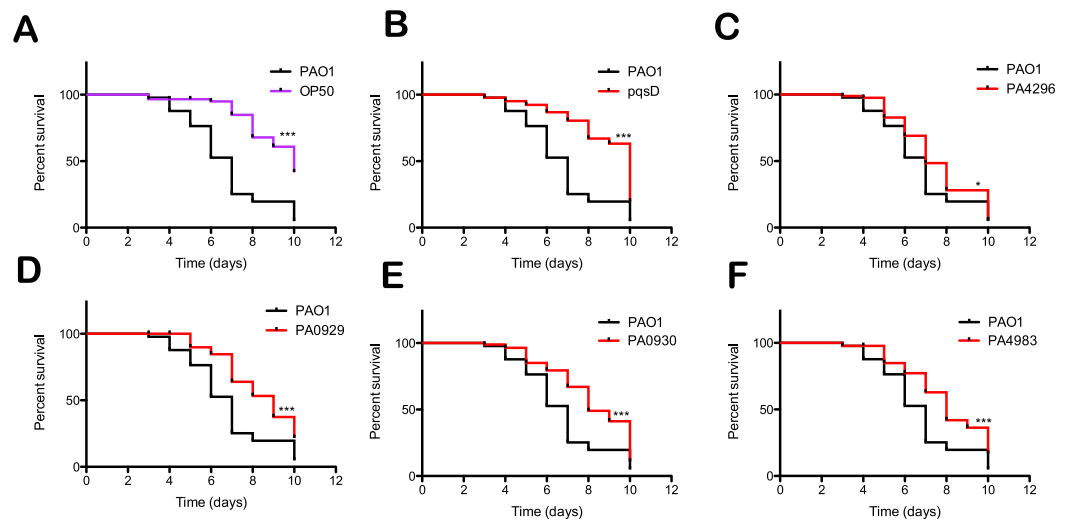 A
B
C
PAO1
OP50
PAO1
pqsD
PAO1
PA4296
Percent survival
100
50
0
***
0 2 4 6 8 10 12
Time (days)
Percent survival
100
50
0
***
0 2 4 6 8 10 12
Time (days)
Percent survival
100
50
0
*
0 2 4 6 8 10 12
Time (days)
D
E
F
PAO1
PA0929
PAO1
PA0930
PAO1
PA4983
Percent survival
100
50
0
***
0 2 4 6 8 10 12
Time (days)
Percent survival
100
50
0
***
0 2 4 6 8 10 12
Time (days)
Percent survival
100
50
0
***
0 2 4 6 8 10 12
Time (days)